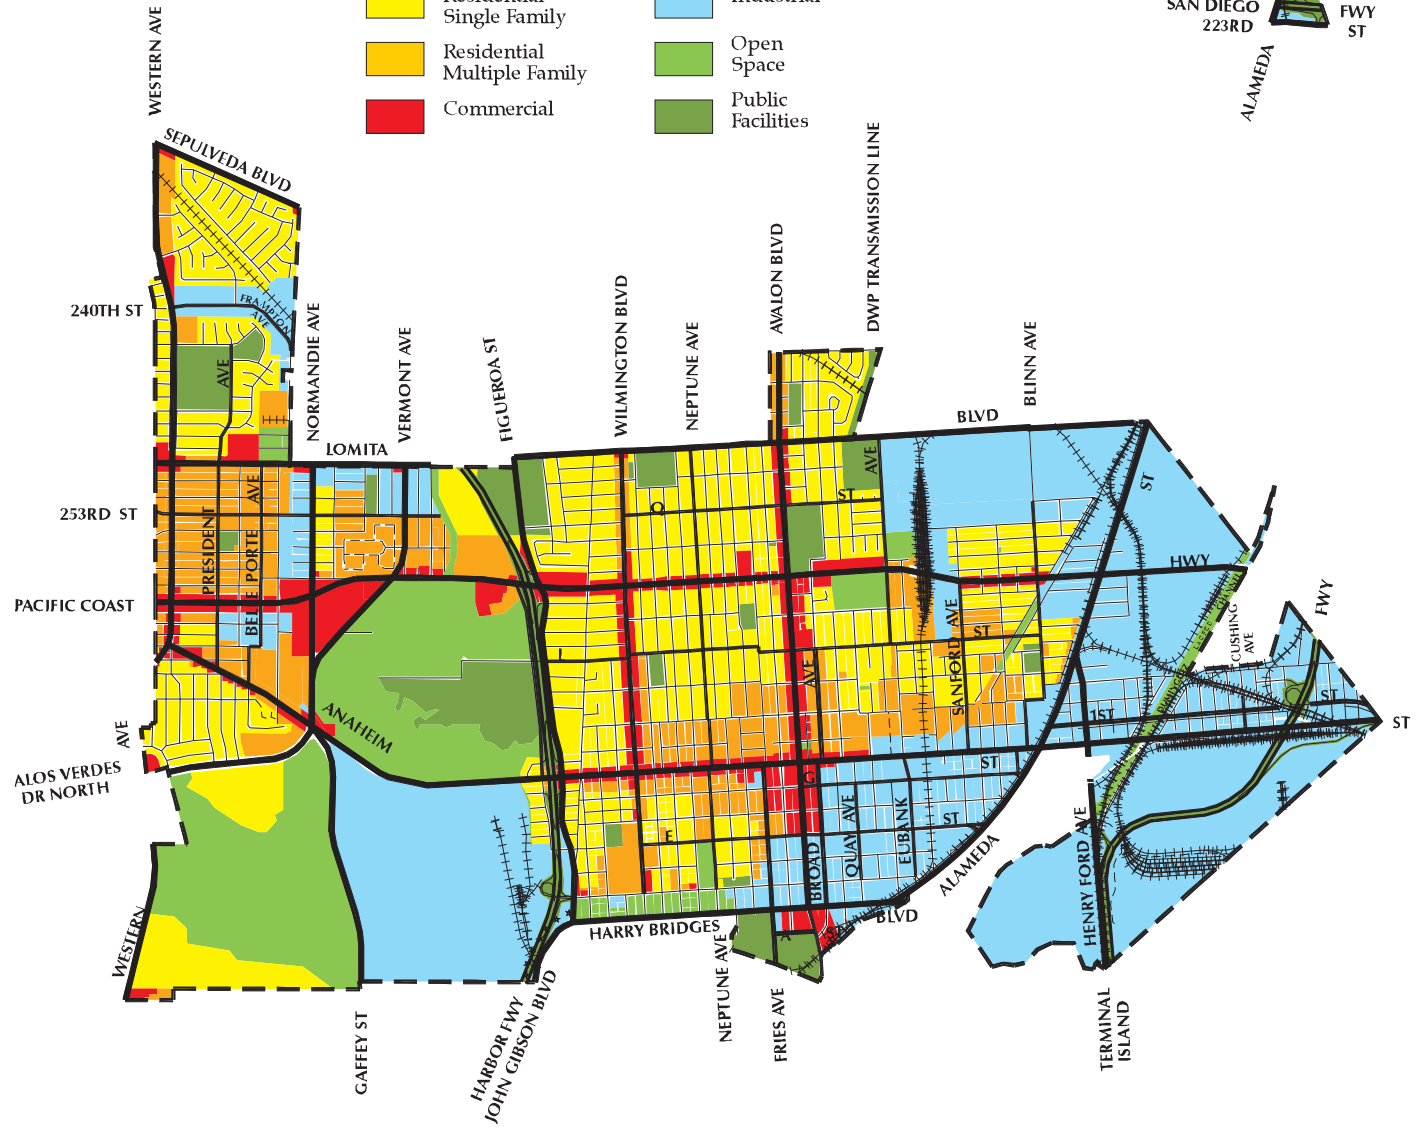 Single Family
Residential
Multiple Family
Commercial
Industrial
Open
Space
Public
Facilities
SAN DIEGO
223RD
FWY
ST
ALAMEDA
WESTERN AVE
SEPULVEDA BLVD
240TH ST
FRAMPTON
AVE
AVE
NORMANDIE AVE
VERMONT AVE
FIGUEROA ST
WILMINGTON BLVD
NEPTUNE AVE
AVALON BLVD
DWP TRANSMISSION LINE
BLINN AVE
LOMITA
BLVD
253RD ST
PRESIDENT
BELLE PORTE AVE
Q
ST
AVE
ST
PACIFIC COAST
HWY
L
ST
AVE
SANFORD AVE
CUSHING
AVE
FWY
DOMINGUEZ
CHANNEL
ANAHEIM
1ST
ST
ST
AVE
ALOS VERDES
DR NORTH
G
ST
E
ST
BROAD
QUAY AVE
EUBANK
ALAMEDA
HENRY FORD AVE
WESTERN
HARRY BRIDGES
BLVD
A
ST
NEPTUNE AVE
FRIES AVE
GAFFEY ST
HARBOR FWY
JOHN GIBSON BLVD
TERMINAL
ISLAND